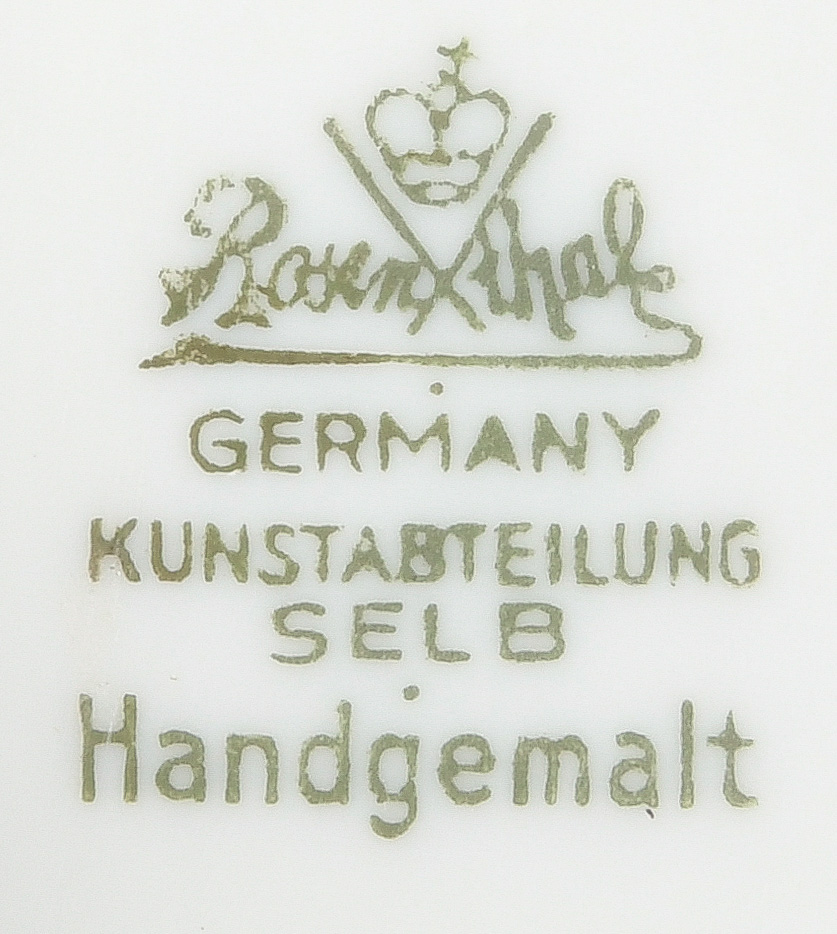 Rosenthal
GERMANY
KUNSTABTEILUNG
SELB
Handgemalt